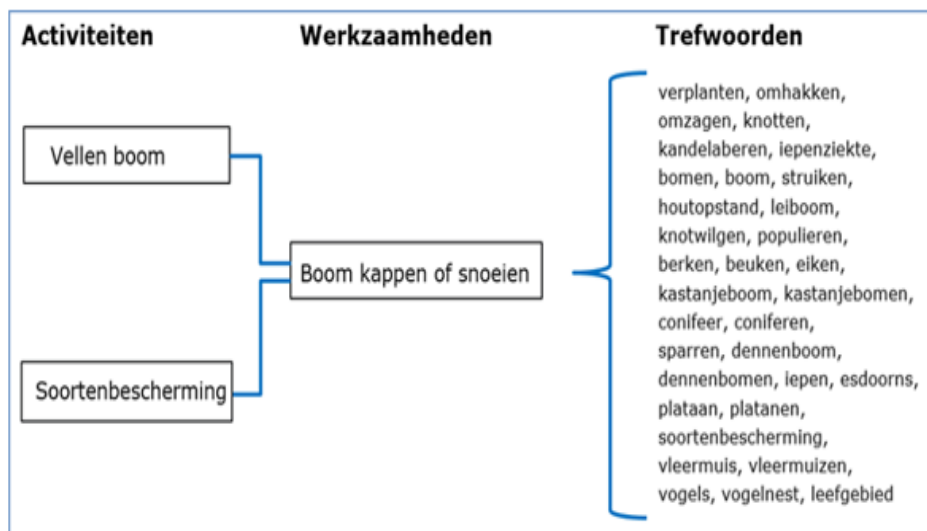 Activiteiten
Werkzaamheden
Trefwoorden
Vellen boom
Soortenbescherming
Boom kappen of snoeien
verplanten, omhakken,
omzagen, knotten,
kandelaberen, iepenziekte,
bomen, boom, struiken,
houtopstand, leiboom,
knotwilgen, populieren,
berken, beuken, eiken,
kastanjeboom, kastanjebomen,
conifeer, coniferen,
sparren, dennenboom,
dennenbomen, iepen, esdoorns,
plataan, platanen,
soortenbescherming,
vleermuis, vleermuizen,
vogels, vogelnest, leefgebied